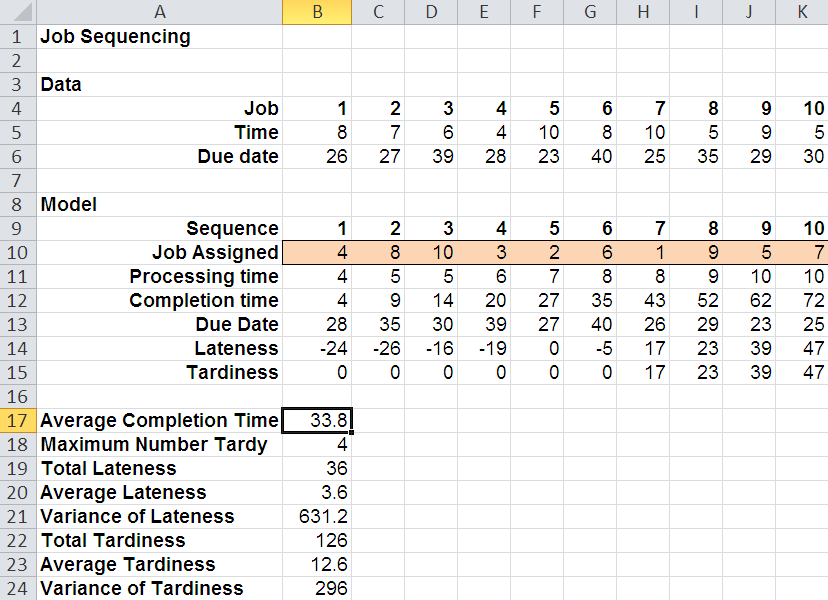 A B C D E F G H I J K
1 Job Sequencing
2
3 Data
4 Job 1 2 3 4 5 6 7 8 9 10
5 Time 8 7 6 4 10 8 10 5 9 5
6 Due date 26 27 39 28 23 40 25 35 29 30
7
8 Model
9 Sequence 1 2 3 4 5 6 7 8 9 10
10 Job Assigned 4 8 10 3 2 6 1 9 5 7
11 Processing time 4 5 5 6 7 8 8 9 10 10
12 Completion time 4 9 14 20 27 35 43 52 62 72
13 Due Date 28 35 30 39 27 40 26 29 23 25
14 Lateness -24 -26 -16 -19 0 -5 17 23 39 47
15 Tardiness 0 0 0 0 0 0 17 23 39 47
16
17 Average Completion Time 33.8
18 Maximum Number Tardy 4
19 Total Lateness 36
20 Average Lateness 3.6
21 Variance of Lateness 631.2
22 Total Tardiness 126
23 Average Tardiness 12.6
24 Variance of Tardiness 296